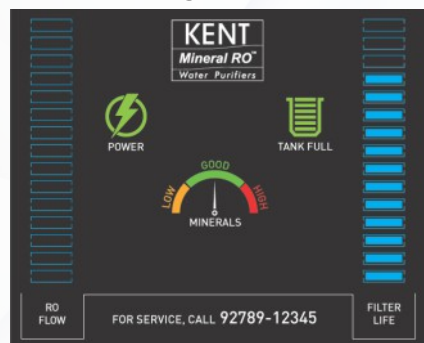 KENT
Mineral RO™
Water Purifiers
POWER
TANK FULL
LOW
GOOD
HIGH
MINERALS
RO
FLOW
FOR SERVICE, CALL 92789-12345
FILTER
LIFE